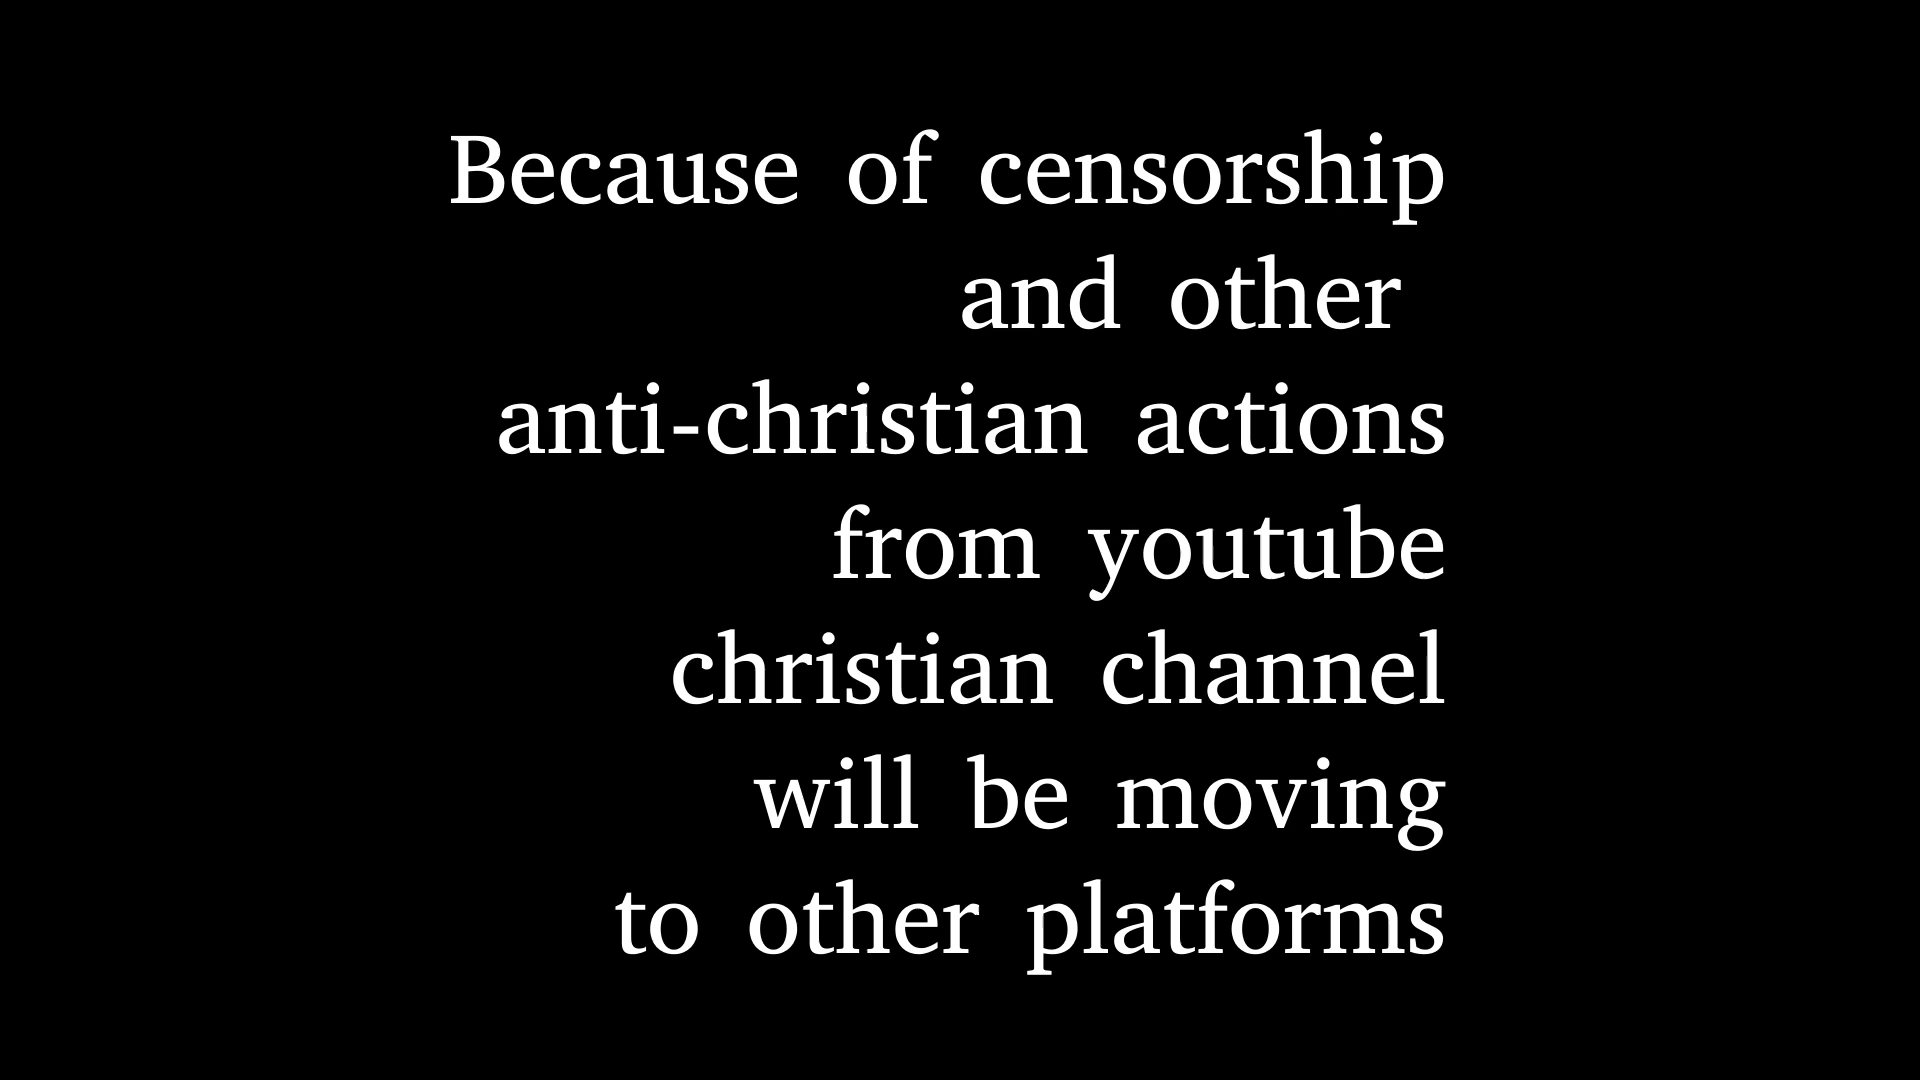 Because of censorship
and other
anti-christian actions
from youtube
christian channel
will be moving
to other platforms